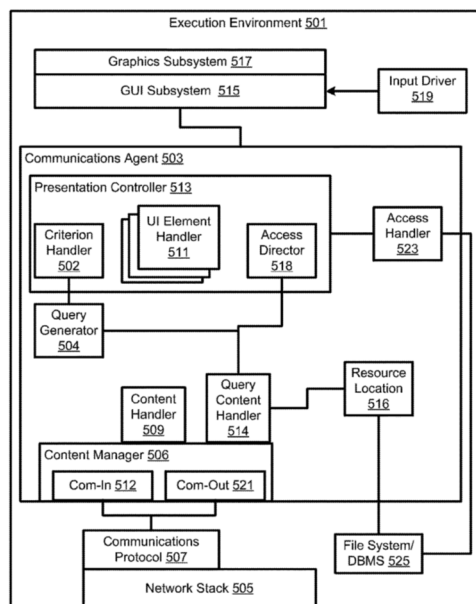 Execution Environment 501
Graphics Subsystem 517
GUI Subsystem 515
Input Driver
519
Communications Agent 503
Presentation Controller 513
Criterion
Handler
502
UI Element
Handler
511
Access
Director
518
Access
Handler
523
Query
Generator
504
Content
Handler
509
Query
Content
Handler
514
Resource
Location
516
Content Manager 506
Com-In 512
Com-Out 521
Communications
Protocol 507
Network Stack 505
File System/
DBMS 525